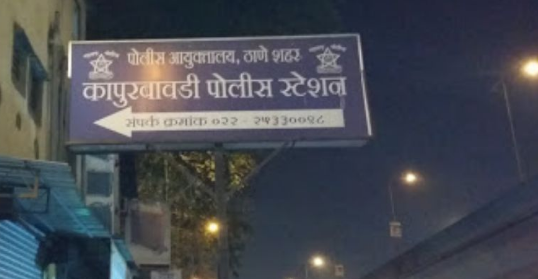 पोलीस आयुक्तालय, ठाणे शहर
कापुरबावडी पोलीस स्टेशन
संपर्क क्रमांक ०२२ - २५३३००९८